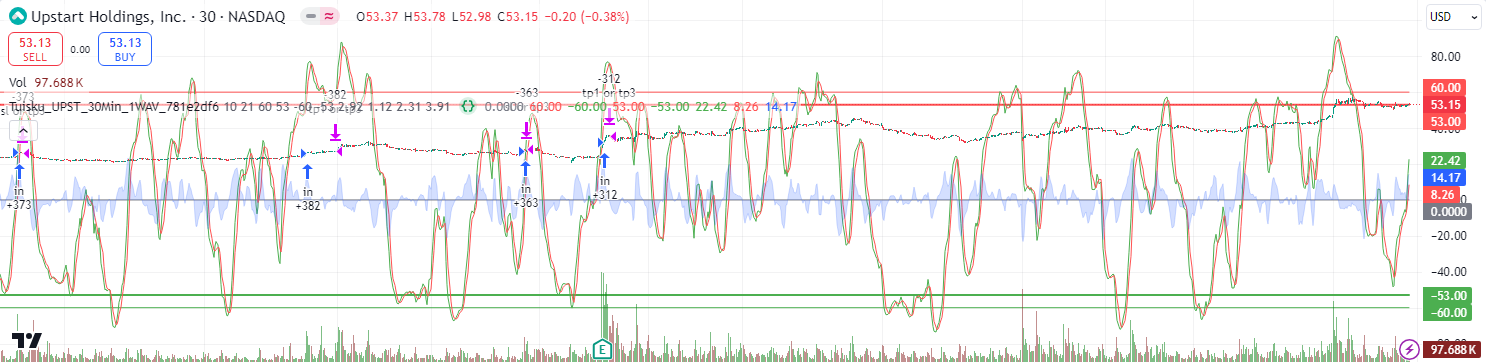 Upstart Holdings, Inc. · 30 · NASDAQ O53.37 H53.78 L52.98 C53.15 −0.20 (−0.38%)
USD
53.13 0.00 53.13
SELL BUY
Vol 97.688 K
-373
-382
-363
-312
tp1 or tp3
Tuisku_UPST_30Min_1WAV_781e2df6 10 21 60 53 -60 -53 2.92 1.12 2.31 3.91 0.0000 60.00 −60.00 53.00 −53.00 22.42 8.26 14.17
in
+373
in
+382
in
+363
in
+312
E
80.00
60.00
53.15
53.00
40.00
22.42
14.17
8.26
0.0000
−20.00
−40.00
−53.00
−60.00
97.688 K